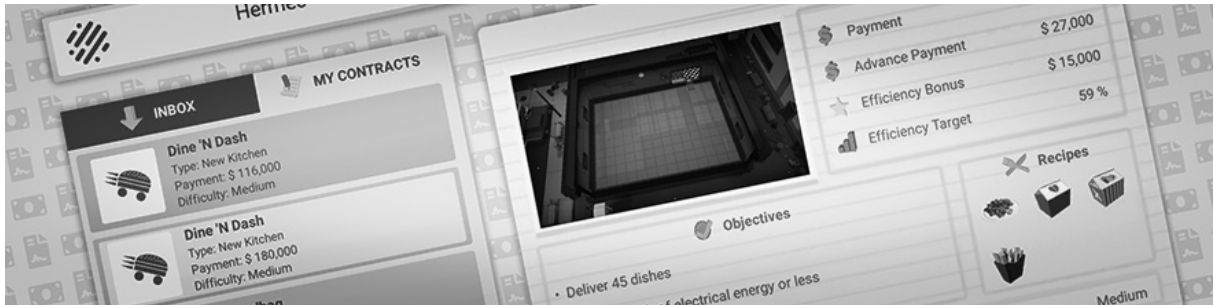 Hermes
INBOX
MY CONTRACTS
Dine 'N Dash
Type: New Kitchen
Payment: $ 116,000
Difficulty: Medium
Dine 'N Dash
Type: New Kitchen
Payment: $ 180,000
Difficulty: Medium
Payment
Advance Payment
$ 27,000
Efficiency Bonus
$ 15,000
Efficiency Target
59 %
Recipes
Objectives
• Deliver 45 dishes
of electrical energy or less
Medium